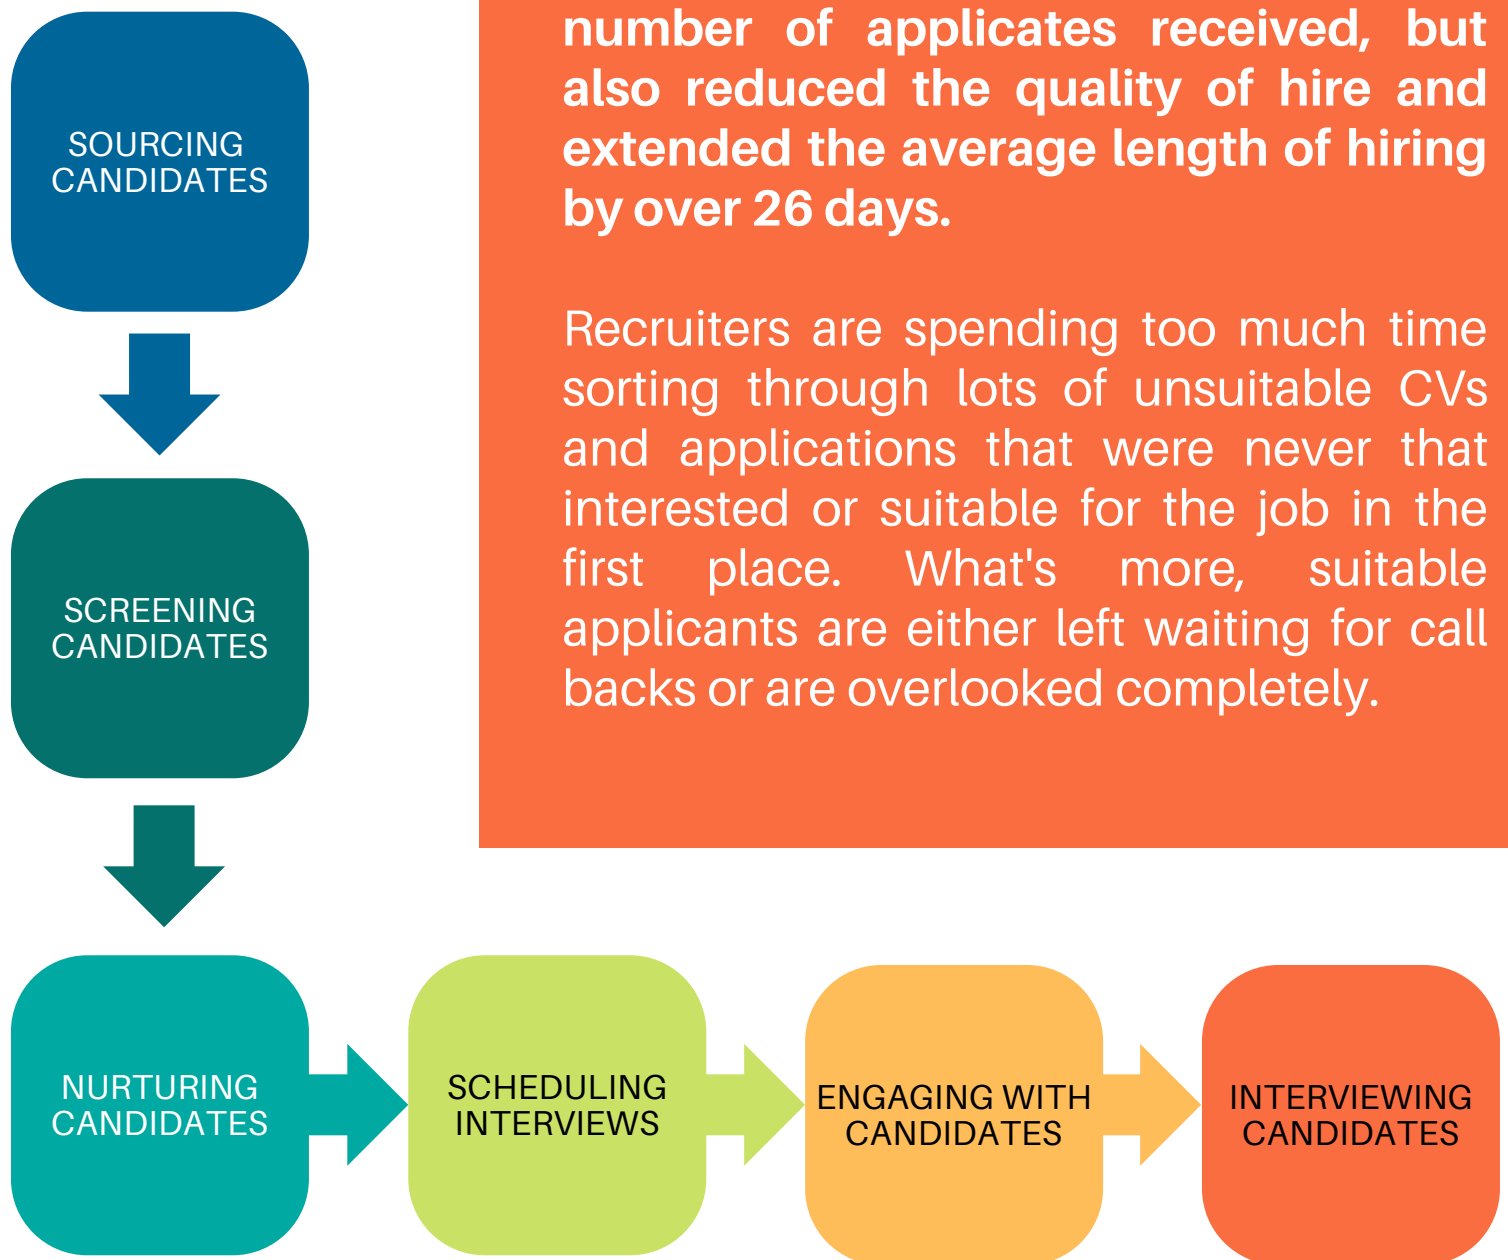 number of applicates received, but
also reduced the quality of hire and
extended the average length of hiring
by over 26 days.
Recruiters are spending too much time
sorting through lots of unsuitable CVs
and applications that were never that
interested or suitable for the job in the
first place. What's more, suitable
applicants are either left waiting for call
backs or are overlooked completely.
SOURCING
CANDIDATES
SCREENING
CANDIDATES
NURTURING
CANDIDATES
SCHEDULING
INTERVIEWS
ENGAGING WITH
CANDIDATES
INTERVIEWING
CANDIDATES